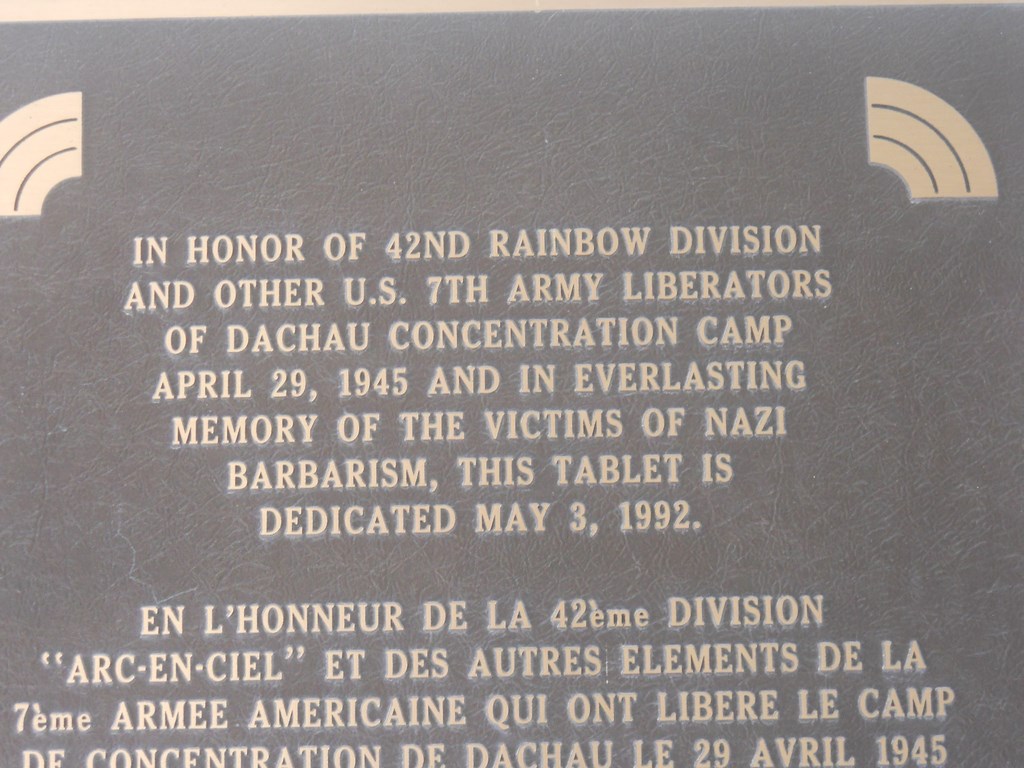 IN HONOR OF 42ND RAINBOW DIVISION
AND OTHER U.S. 7TH ARMY LIBERATORS
OF DACHAU CONCENTRATION CAMP
APRIL 29, 1945 AND IN EVERLASTING
MEMORY OF THE VICTIMS OF NAZI
BARBARISM, THIS TABLET IS
DEDICATED MAY 3, 1992.
EN L'HONNEUR DE LA 42ème DIVISION
"ARC-EN-CIEL" ET DES AUTRES ELEMENTS DE LA
7ème ARMEE AMERICAINE QUI ONT LIBERE LE CAMP
DE CONCENTRATION DE DACHAU LE 29 AVRIL 1945